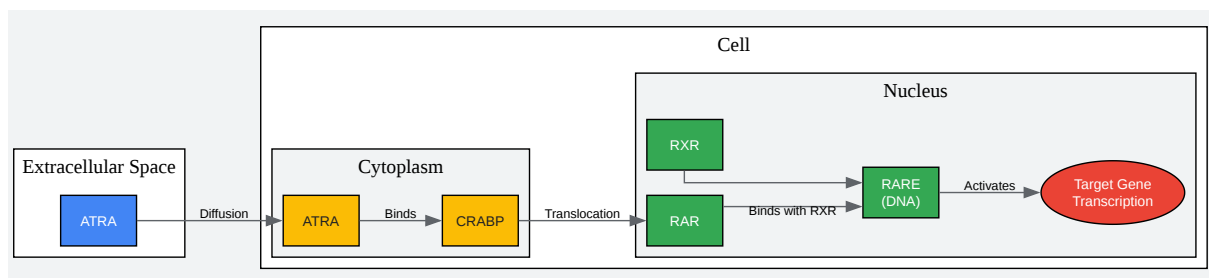 Cell
Nucleus
Extracellular Space
Cytoplasm
ATRA
Diffusion
ATRA
Binds
CRABP
Translocation
RXR
RAR
Binds with RXR
RARE
(DNA)
Activates
Target Gene
Transcription